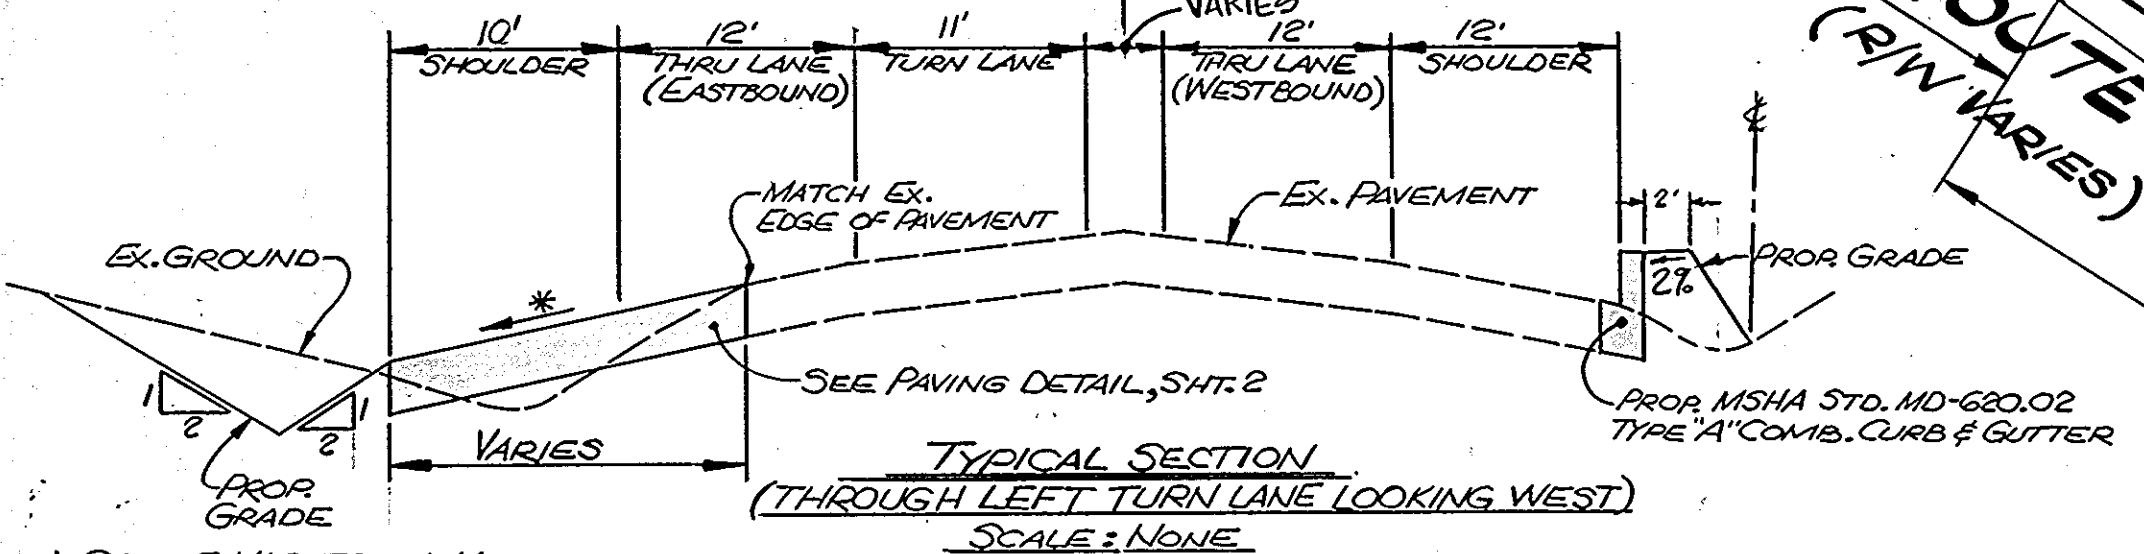 VARIES
10' 12' 11' 12' 12'
SHOULDER THRU LANE TURN LANE THRU LANE SHOULDER
(EASTBOUND) (WESTBOUND)
(R/W VARIES)
℄
MATCH EX.
EDGE OF PAVEMENT
EX. PAVEMENT
2'
EX. GROUND
PROP. GRADE
2%
*
SEE PAVING DETAIL, SHT. 2
1
2
1
2
PROP. MSHA STD. MD-620.02
TYPE "A" COMB. CURB & GUTTER
VARIES
PROP.
GRADE
TYPICAL SECTION
(THROUGH LEFT TURN LANE LOOKING WEST)
SCALE: NONE